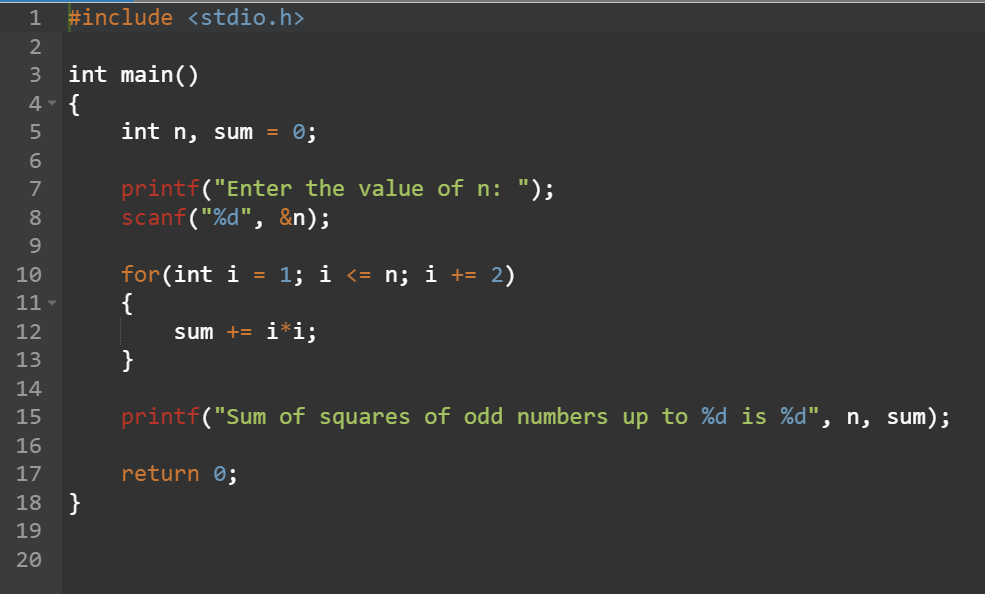 1 #include <stdio.h>
2
3 int main()
4 {
5     int n, sum = 0;
6
7     printf("Enter the value of n: ");
8     scanf("%d", &n);
9
10     for(int i = 1; i <= n; i += 2)
11     {
12         sum += i*i;
13     }
14
15     printf("Sum of squares of odd numbers up to %d is %d", n, sum);
16
17     return 0;
18 }
19
20